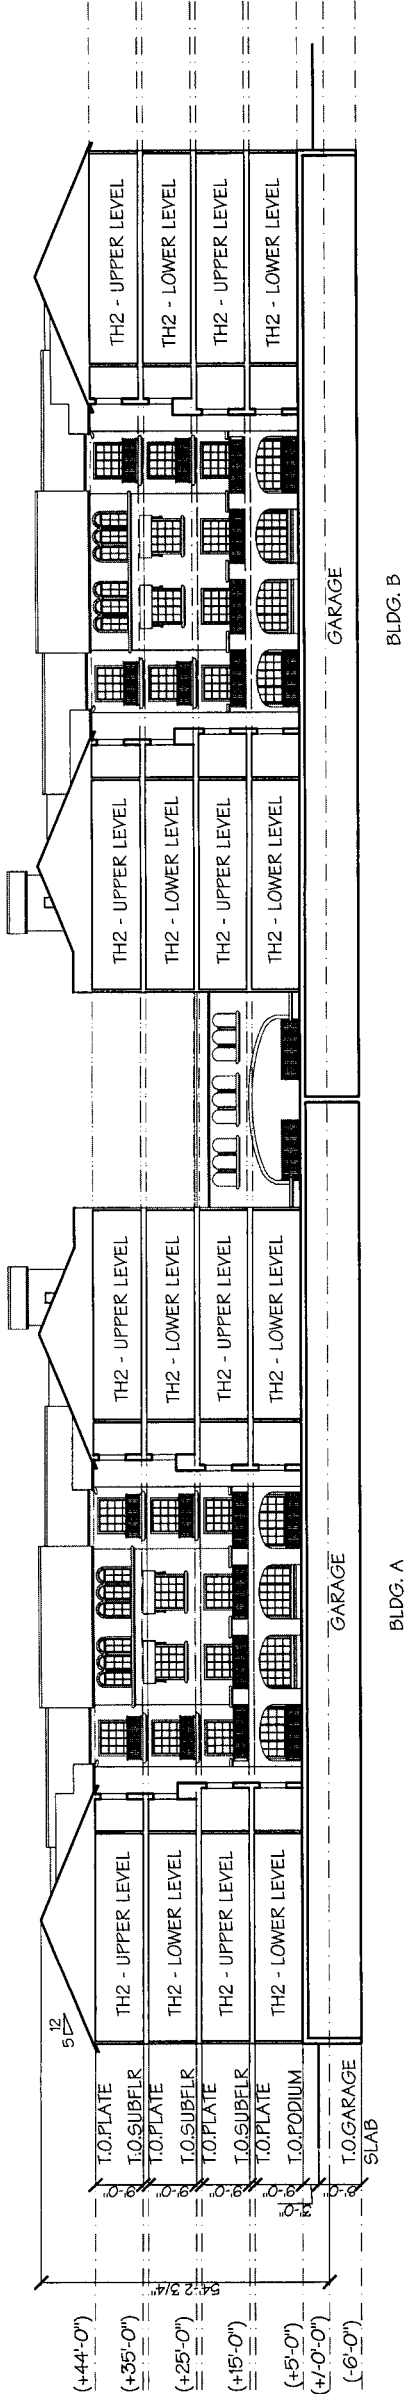 TH2 - UPPER LEVEL
TH2 - LOWER LEVEL
TH2 - UPPER LEVEL
TH2 - LOWER LEVEL
TH2 - UPPER LEVEL
TH2 - LOWER LEVEL
TH2 - UPPER LEVEL
TH2 - LOWER LEVEL
TH2 - UPPER LEVEL
TH2 - LOWER LEVEL
TH2 - UPPER LEVEL
TH2 - LOWER LEVEL
TH2 - UPPER LEVEL
TH2 - LOWER LEVEL
TH2 - UPPER LEVEL
TH2 - LOWER LEVEL
GARAGE
GARAGE
BLDG. A
BLDG. B
12
5
T.O.PLATE
T.O.SUBFLR
T.O.PLATE
T.O.SUBFLR
T.O.PLATE
T.O.SUBFLR
T.O.PLATE
T.O.PODIUM
T.O.GARAGE
SLAB
9'-0"
9'-0"
9'-0"
9'-0"
3'-0"
54'-2 3/4"
(+44'-0")
(+35'-0")
(+25'-0")
(+15'-0")
(+5'-0")
(+/-0'-0")
(-6'-0")